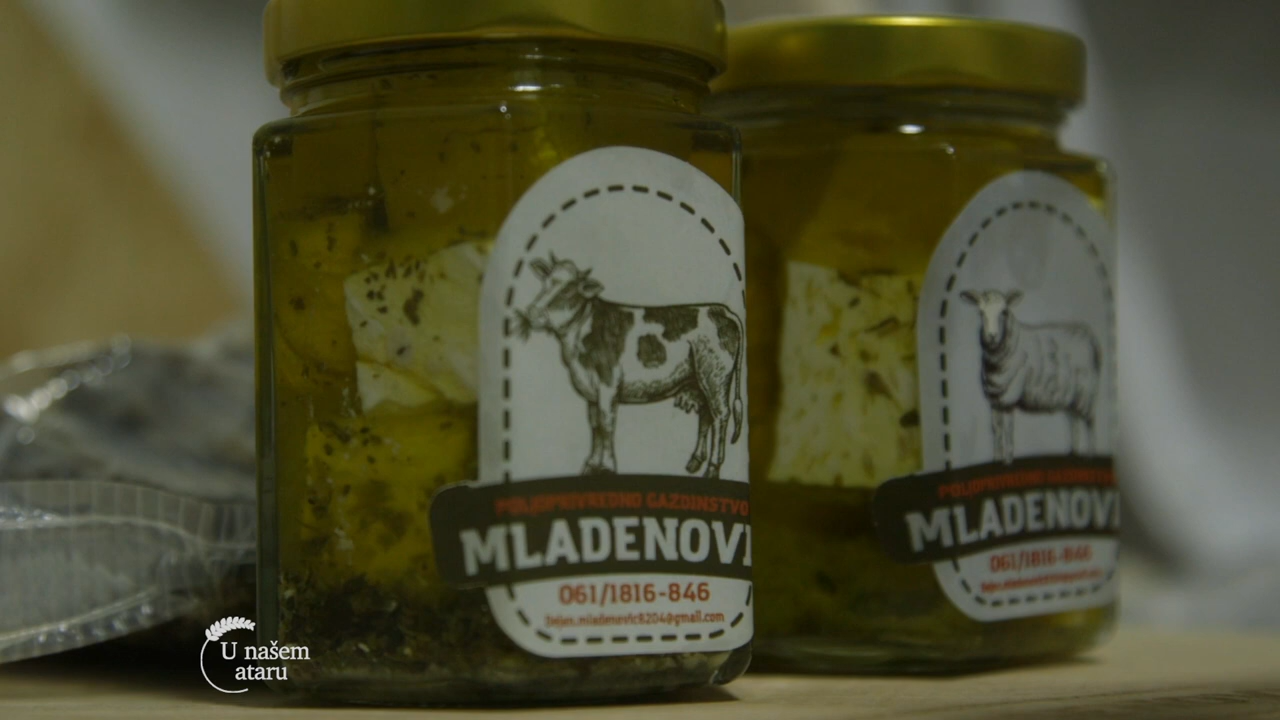 POLJOPRIVREDNO GAZDINSTVO
MLADENOVI
061/1816-846
POLJOPRIVREDNO GAZDINSTVO
MLADENOVI
061/1816-846
U našem
ataru